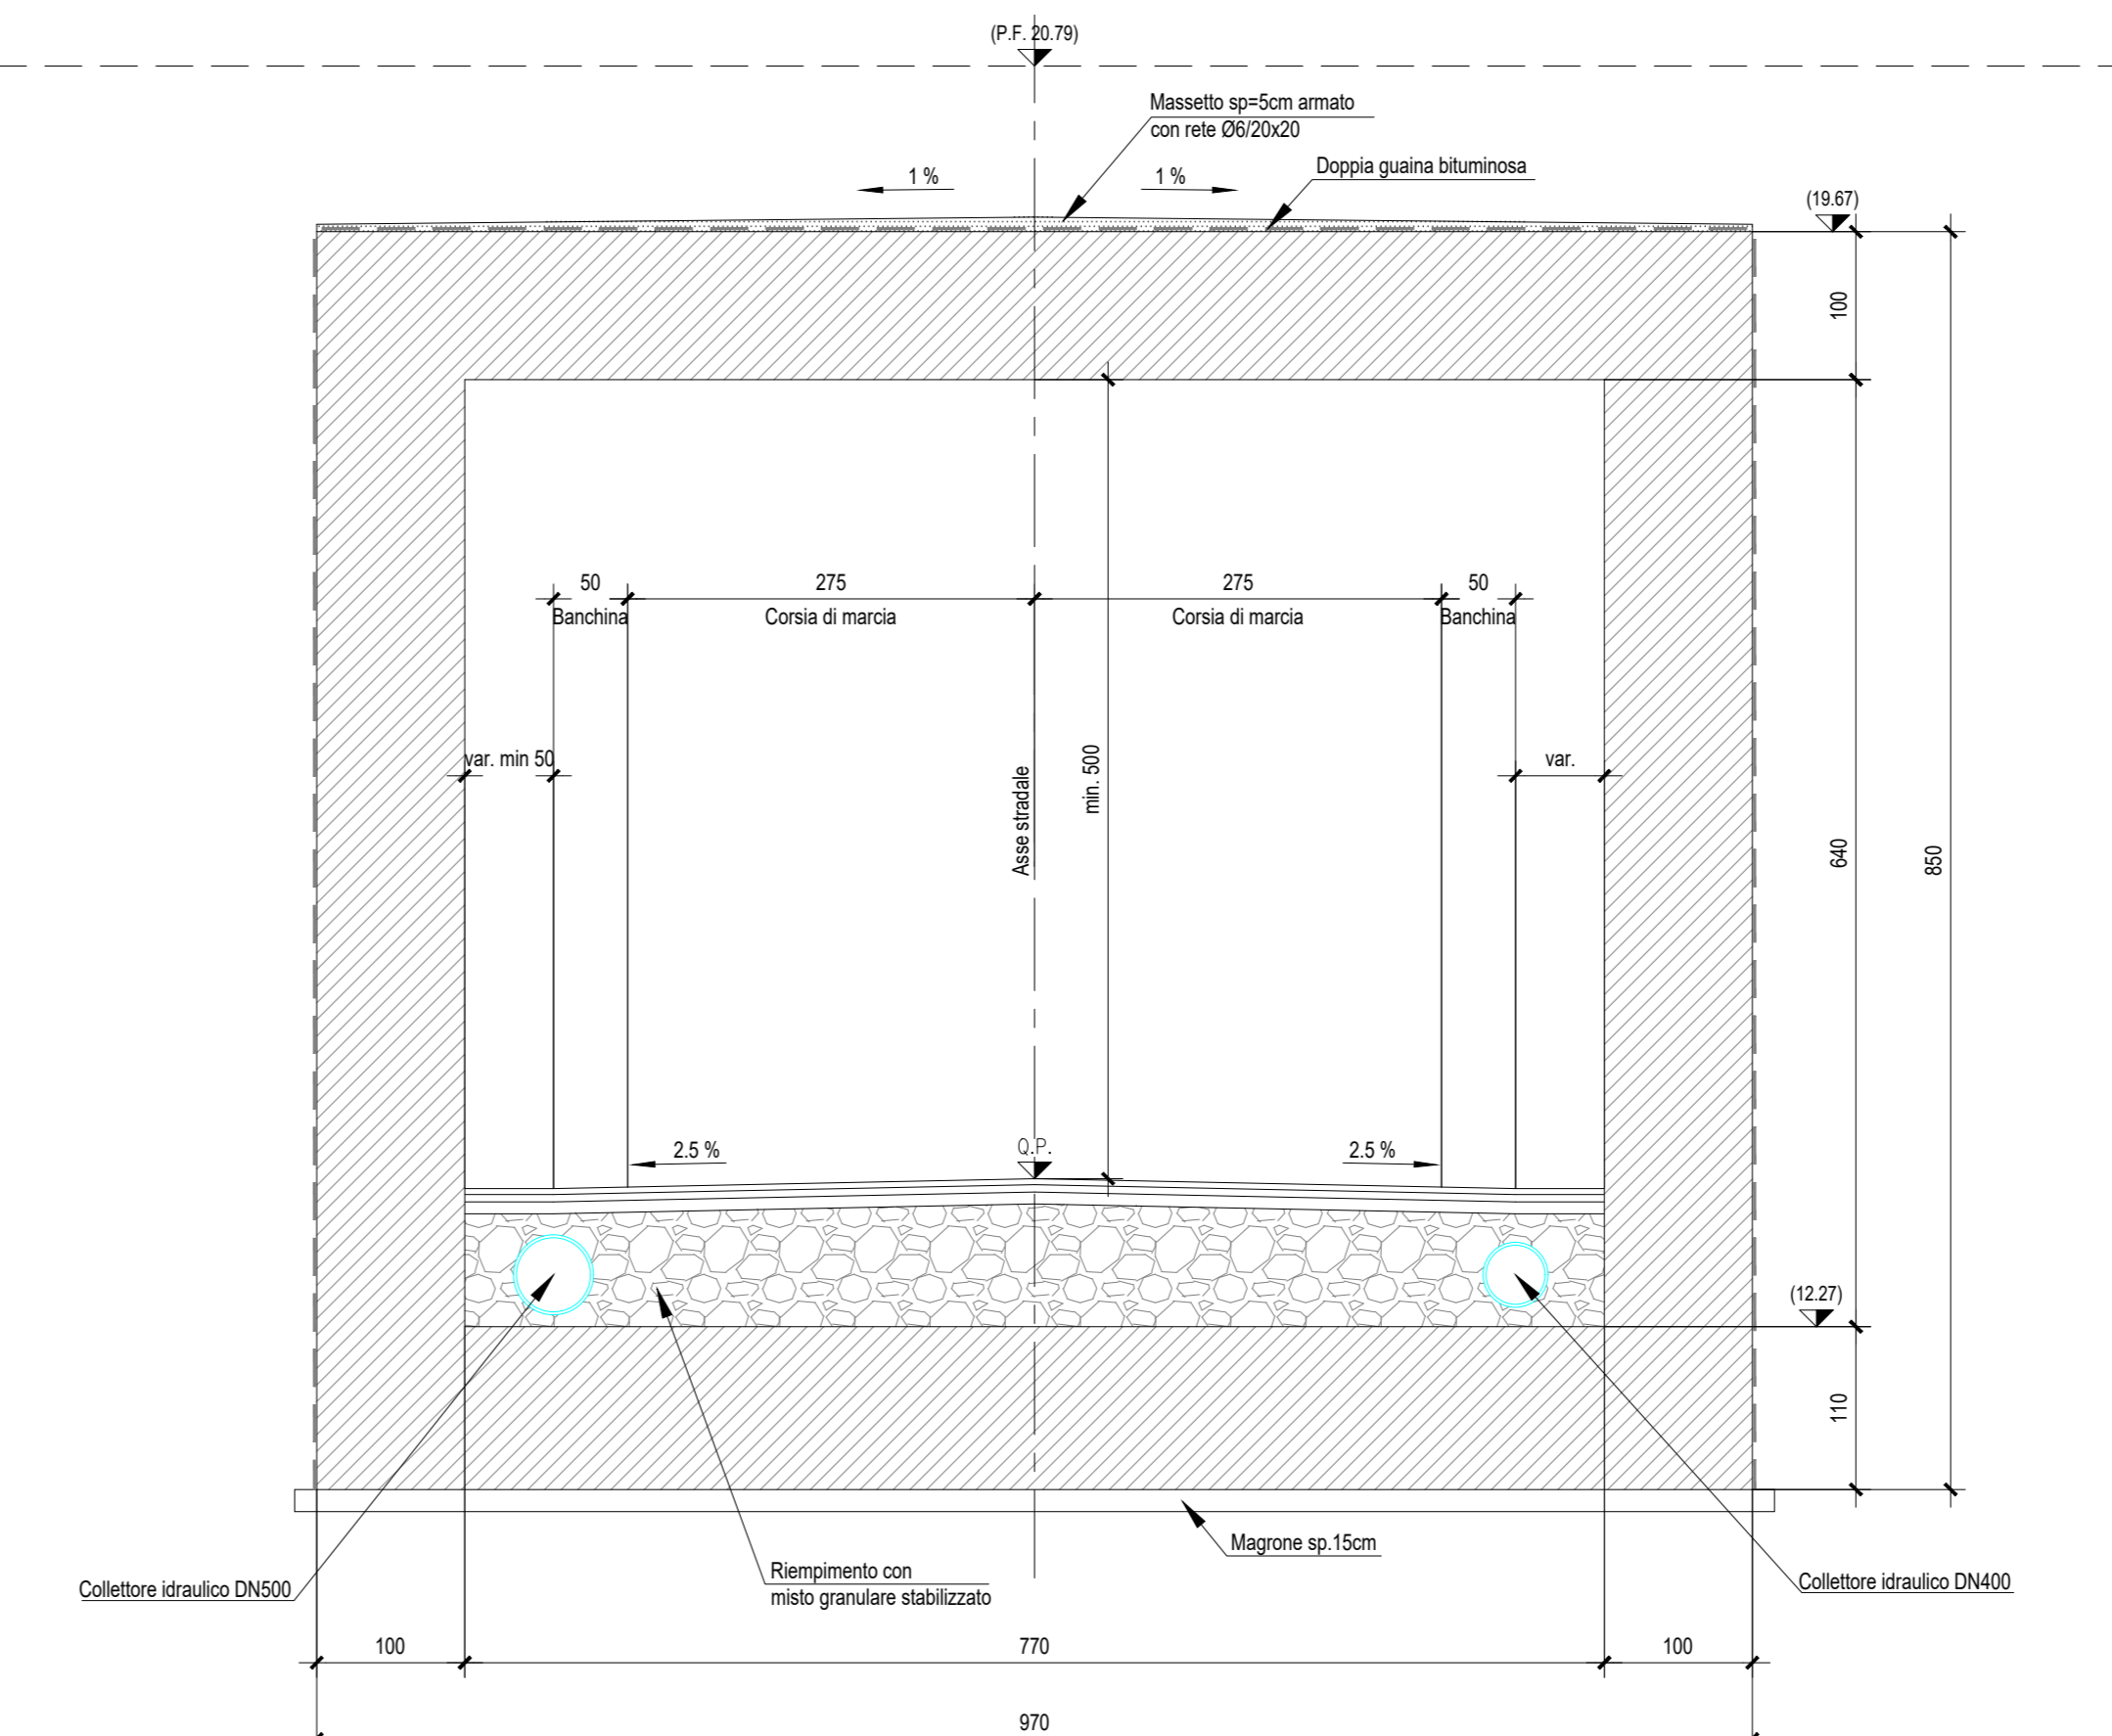 (P.F. 20.79)
Massetto sp=5cm armato
con rete Ø6/20x20
Doppia guaina bituminosa
1 %
1 %
(19.67)
100
50
275
275
50
Banchina
Corsia di marcia
Corsia di marcia
Banchina
var. min 50
var.
Asse stradale
min. 500
640
850
2.5 %
Q.P.
2.5 %
(12.27)
110
Magrone sp.15cm
Riempimento con
misto granulare stabilizzato
Collettore idraulico DN500
Collettore idraulico DN400
100
770
100
970